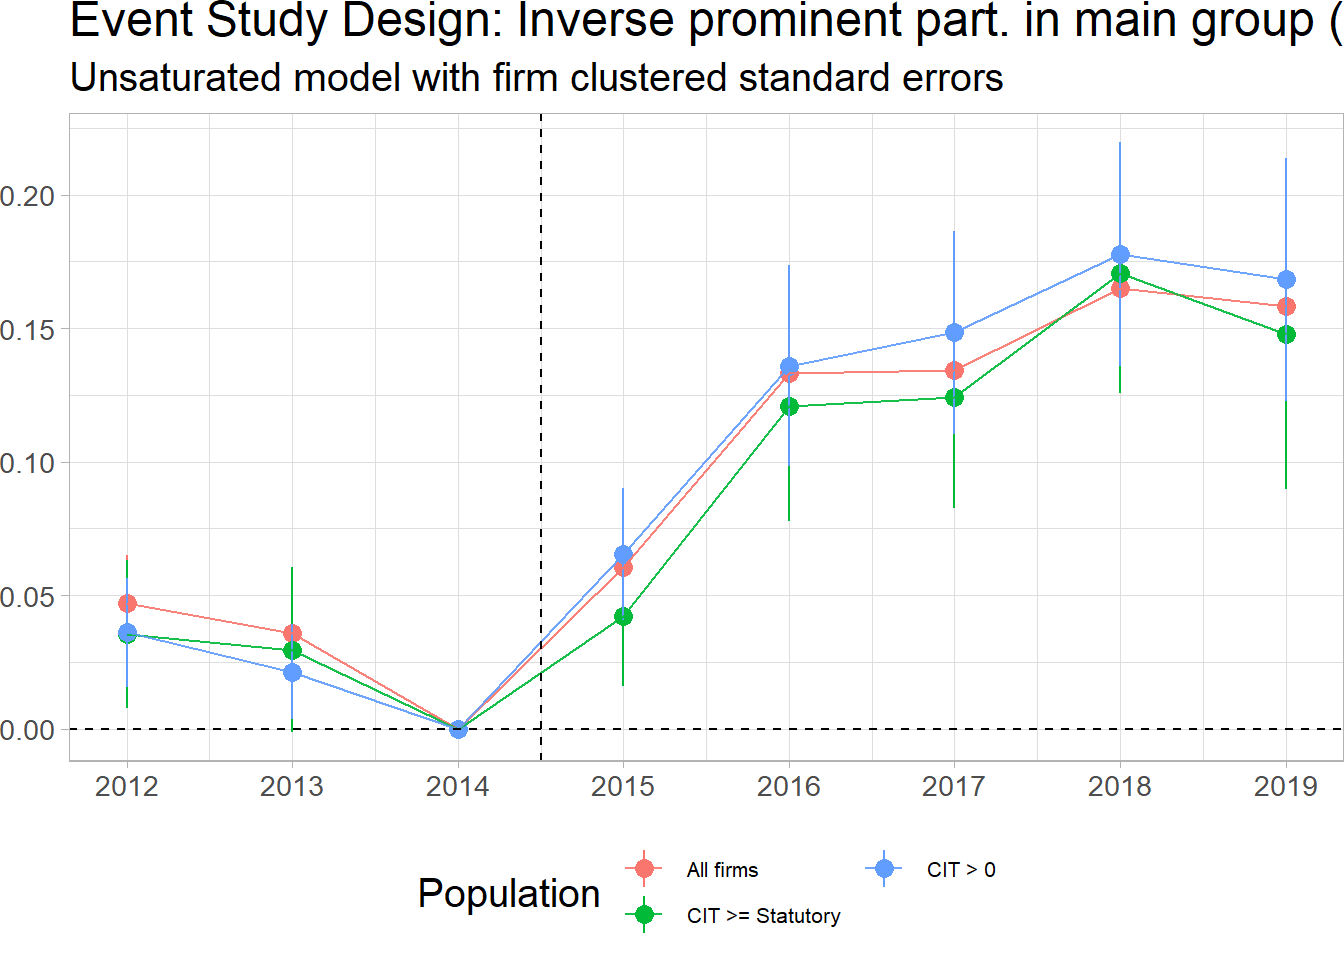 Event Study Design: Inverse prominent part. in main group (
Unsaturated model with firm clustered standard errors
0.20
0.15
0.10
0.05
0.00
2012 2013 2014 2015 2016 2017 2018 2019
Population
All firms
CIT > 0
CIT >= Statutory